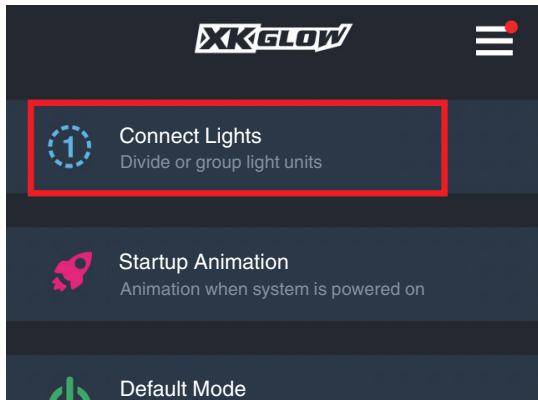 XKGLOW
1
Connect Lights
Divide or group light units
Startup Animation
Animation when system is powered on
Default Mode